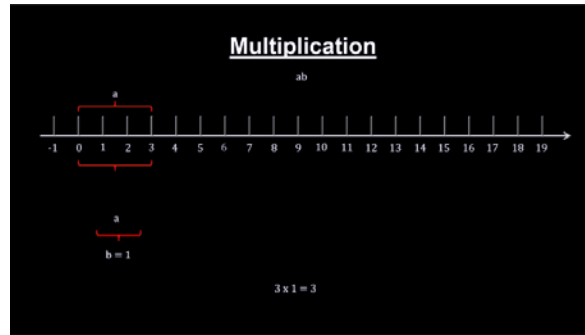 Multiplication
ab
a
-1 0 1 2 3 4 5 6 7 8 9 10 11 12 13 14 15 16 17 18 19
a
b = 1
3 x 1 = 3